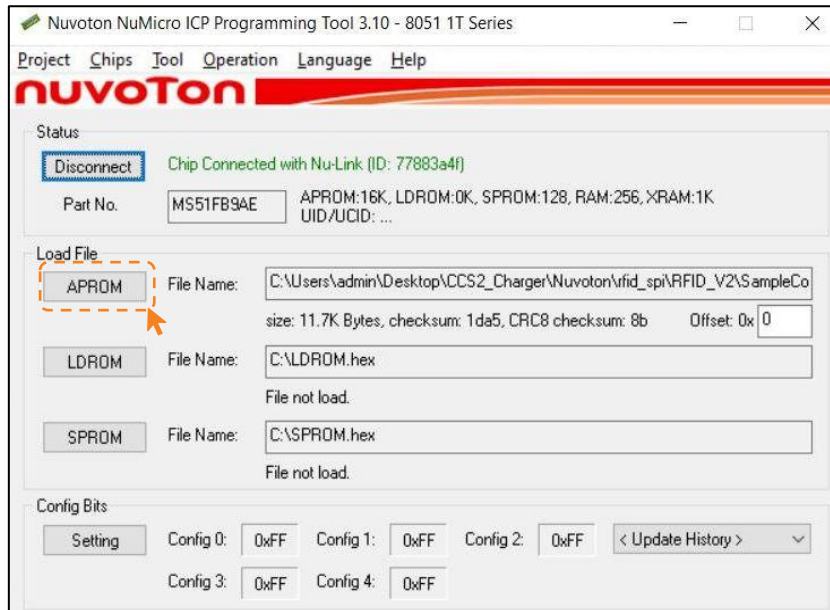 Nuvoton NuMicro ICP Programming Tool 3.10 - 8051 1T Series
Project Chips Tool Operation Language Help
nuvoTon
Status
Disconnect Chip Connected with Nu-Link (ID: 77883a4f)
Part No. MS51FB9AE APROM:16K, LDROM:0K, SPROM:128, RAM:256, XRAM:1K
UID/UCID: ...
Load File
APROM File Name: C:\Users\admin\Desktop\CCS2_Charger\Nuvoton\rfid_spi\RFID_V2\SampleCo
size: 11.7K Bytes, checksum: 1da5, CRC8 checksum: 8b Offset: 0x 0
LDROM File Name: C:\LDROM.hex
File not load.
SPROM File Name: C:\SPROM.hex
File not load.
Config Bits
Setting Config 0: 0xFF Config 1: 0xFF Config 2: 0xFF < Update History >
Config 3: 0xFF Config 4: 0xFF